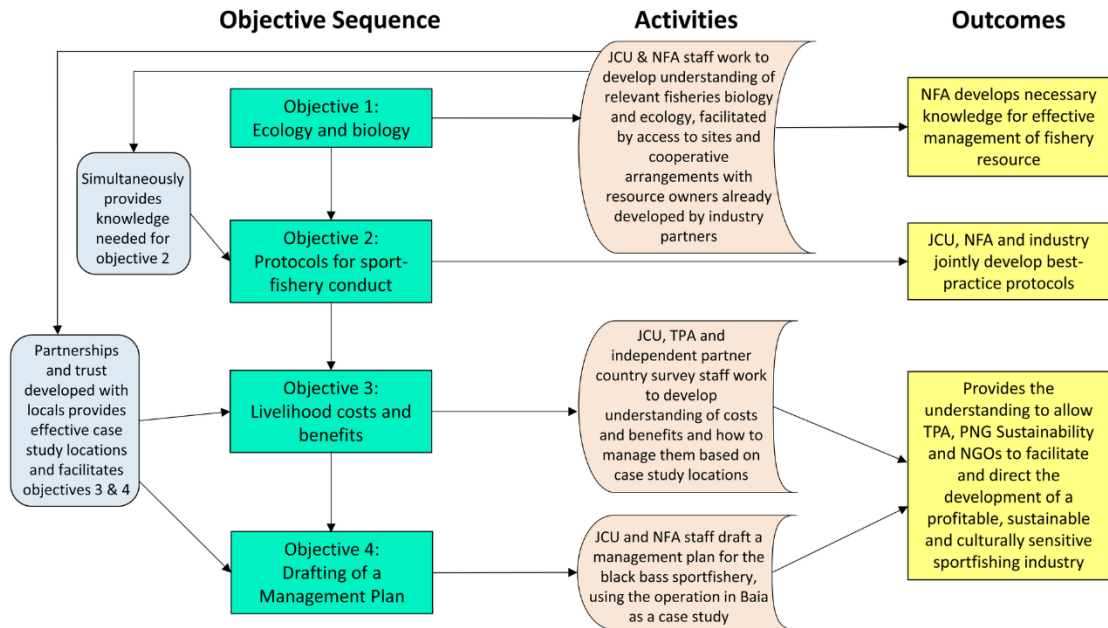 Objective Sequence
Activities
Outcomes
JCU & NFA staff work to
develop understanding of
relevant fisheries biology
and ecology, facilitated
by access to sites and
cooperative
arrangements with
resource owners already
developed by industry
partners
Objective 1:
Ecology and biology
NFA develops necessary
knowledge for effective
management of fishery
resource
Simultaneously
provides
knowledge
needed for
objective 2
Objective 2:
Protocols for sport-
fishery conduct
JCU, NFA and industry
jointly develop best-
practice protocols
Partnerships
and trust
developed with
locals provides
effective case
study locations
and facilitates
objectives 3 & 4
Objective 3:
Livelihood costs and
benefits
JCU, TPA and
independent partner
country survey staff work
to develop
understanding of costs
and benefits and how to
manage them based on
case study locations
Provides the
understanding to allow
TPA, PNG Sustainability
and NGOs to facilitate
and direct the
development of a
profitable, sustainable
and culturally sensitive
sportfishing industry
Objective 4:
Drafting of a
Management Plan
JCU and NFA staff draft a
management plan for the
black bass sportfishery,
using the operation in Baia
as a case study